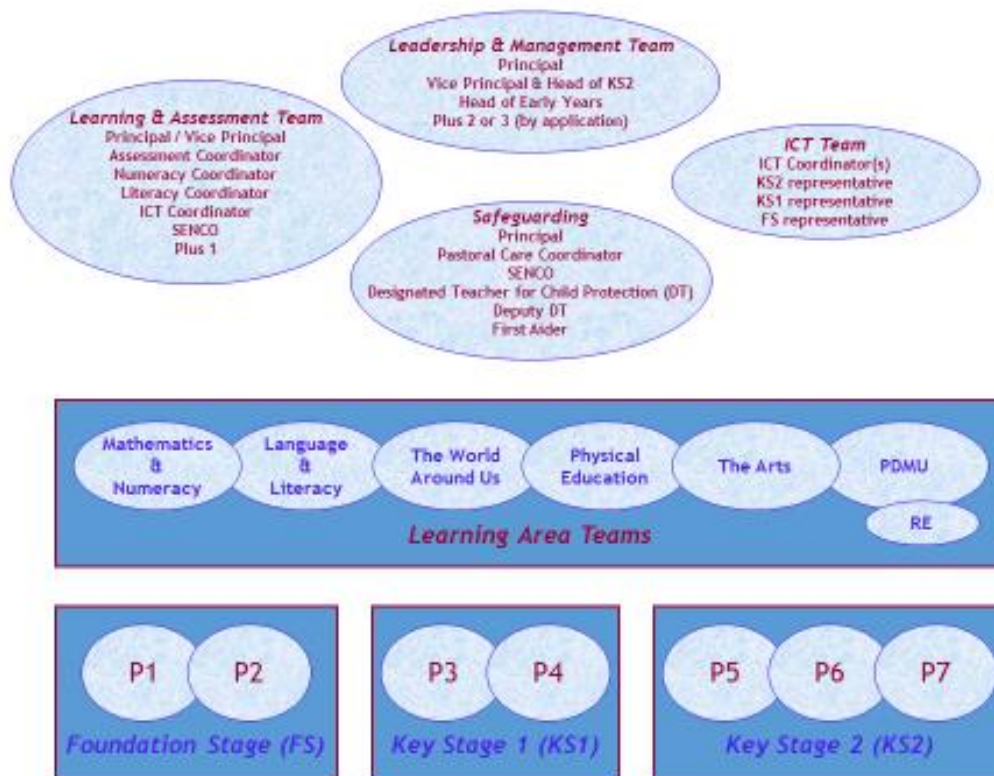 Leadership & Management Team
Principal
Vice Principal & Head of KS2
Head of Early Years
Plus 2 or 3 (by application)
Learning & Assessment Team
Principal / Vice Principal
Assessment Coordinator
Numeracy Coordinator
Literacy Coordinator
ICT Coordinator
SENCO
Plus 1
ICT Team
ICT Coordinator(s)
KS2 representative
KS1 representative
FS representative
Safeguarding
Principal
Pastoral Care Coordinator
SENCO
Designated Teacher for Child Protection (DT)
Deputy DT
First Aider
Mathematics
&
Numeracy
Language
&
Literacy
The World
Around Us
Physical
Education
The Arts
PDMU
RE
Learning Area Teams
P1
P2
Foundation Stage (FS)
P3
P4
Key Stage 1 (KS1)
P5
P6
P7
Key Stage 2 (KS2)